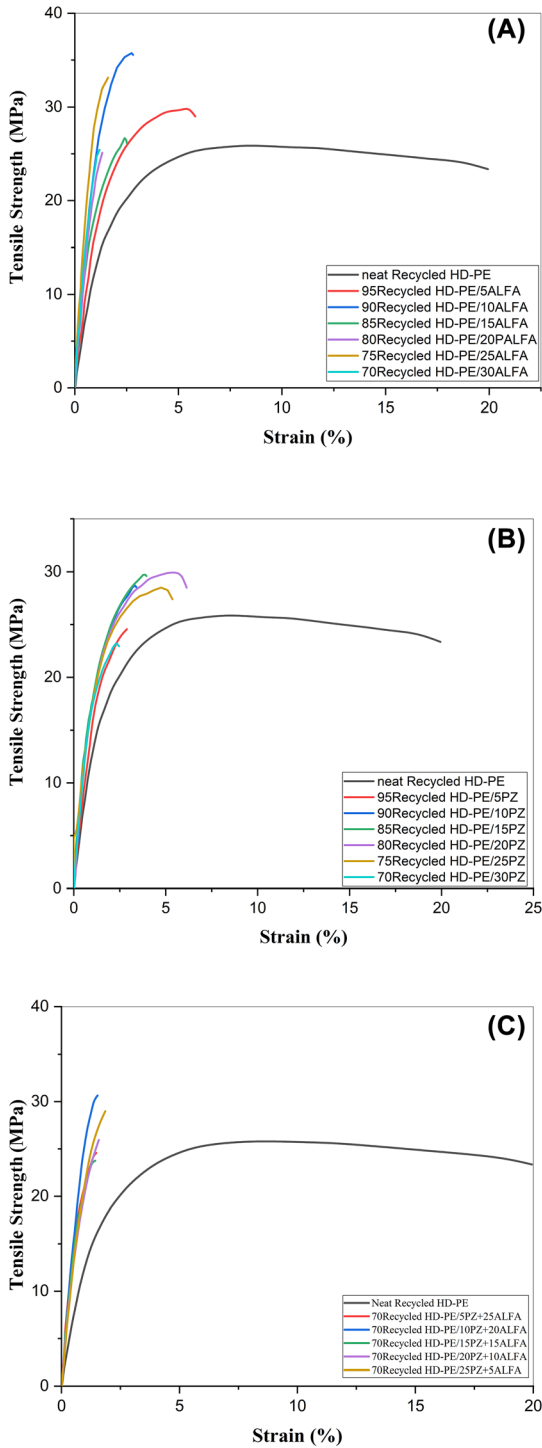 (A)
40
30
20
10
0
Tensile Strength (MPa)
neat Recycled HD-PE
95Recycled HD-PE/5ALFA
90Recycled HD-PE/10ALFA
85Recycled HD-PE/15ALFA
80Recycled HD-PE/20PALFA
75Recycled HD-PE/25ALFA
70Recycled HD-PE/30ALFA
0 5 10 15 20
Strain (%)
(B)
30
20
10
0
Tensile Strength (MPa)
neat Recycled HD-PE
95Recycled HD-PE/5PZ
90Recycled HD-PE/10PZ
85Recycled HD-PE/15PZ
80Recycled HD-PE/20PZ
75Recycled HD-PE/25PZ
70Recycled HD-PE/30PZ
0 5 10 15 20 25
Strain (%)
(C)
40
30
20
10
0
Tensile Strength (MPa)
Neat Recycled HD-PE
70Recycled HD-PE/5PZ+25ALFA
70Recycled HD-PE/10PZ+20ALFA
70Recycled HD-PE/15PZ+15ALFA
70Recycled HD-PE/20PZ+10ALFA
70Recycled HD-PE/25PZ+5ALFA
0 5 10 15 20
Strain (%)